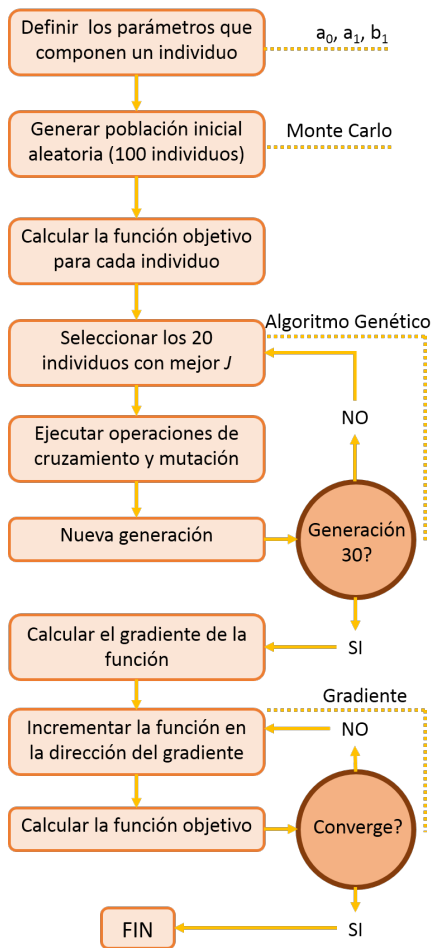 Definir los parámetros que
componen un individuo
a₀, a₁, b₁
Generar población inicial
aleatoria (100 individuos)
Monte Carlo
Calcular la función objetivo
para cada individuo
Algoritmo Genético
Seleccionar los 20
individuos con mejor J
NO
Ejecutar operaciones de
cruzamiento y mutación
Nueva generación
Generación
30?
SI
Calcular el gradiente de la
función
Gradiente
Incrementar la función en
la dirección del gradiente
NO
Calcular la función objetivo
Converge?
SI
FIN